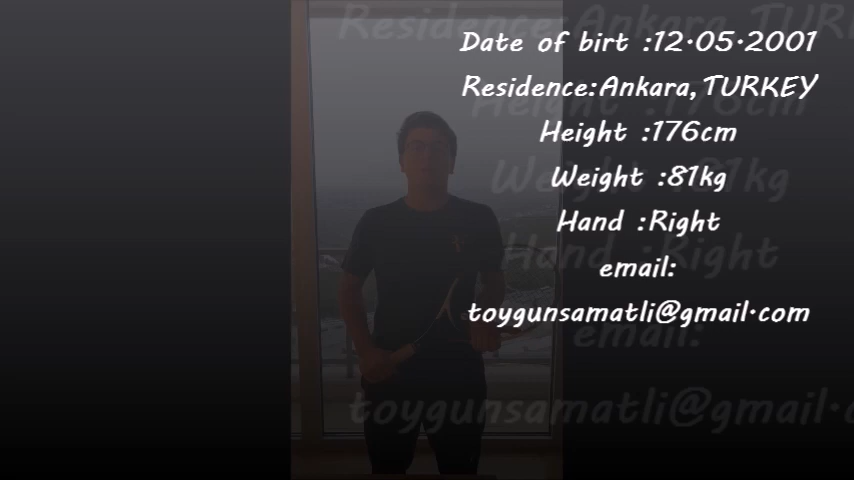 Date of birt :12.05.2001
Residence:Ankara,TURKEY
Height :176cm
Weight :81kg
Hand :Right
email:
toygunsamatli@gmail.com